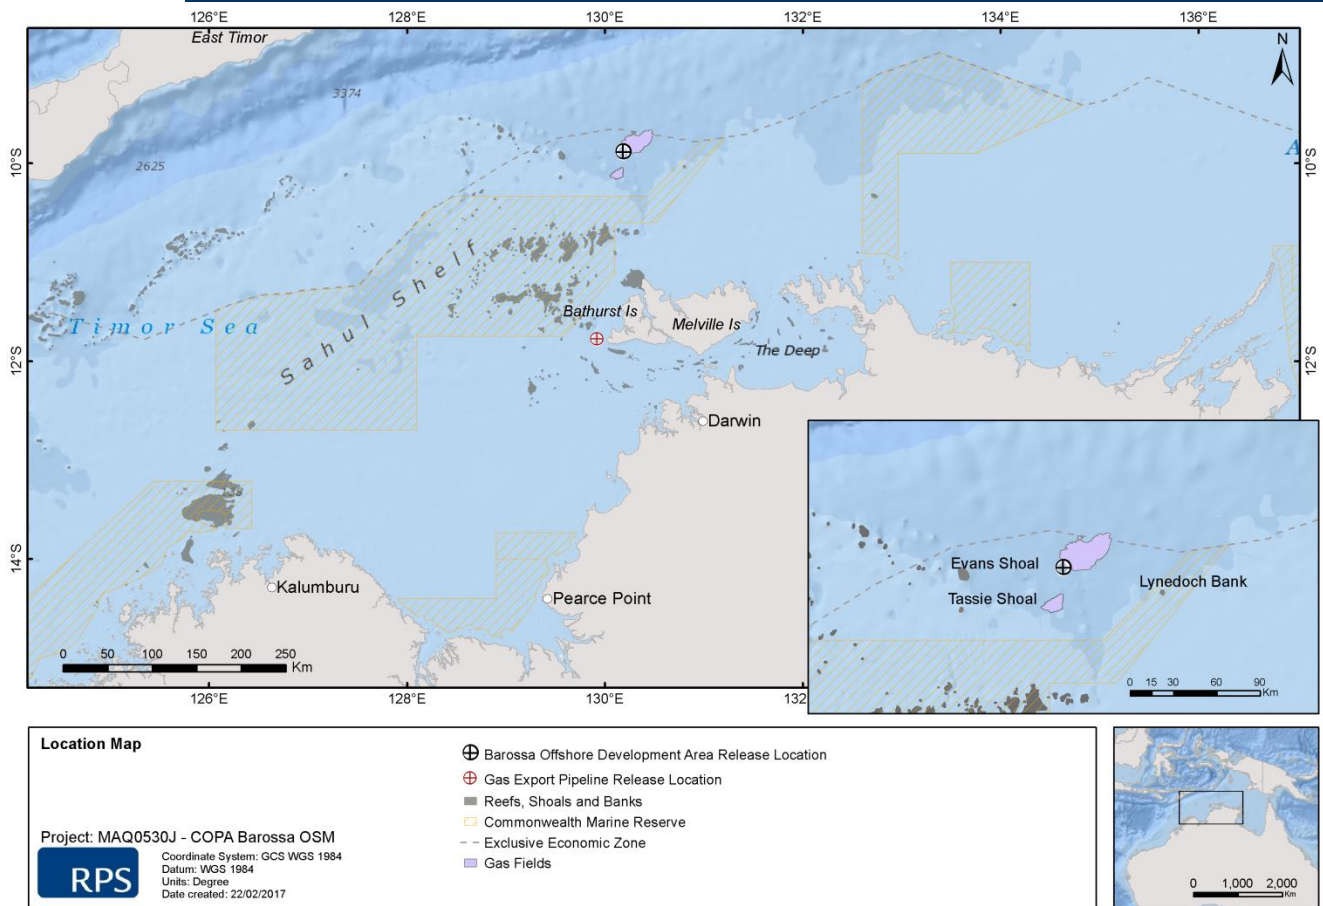 126°E 128°E 130°E 132°E 134°E 136°E
East Timor
N
3374
2625
10°S 10°S
A
Sahul Shelf
Timor Sea
Bathurst Is
Melville Is
The Deep
12°S 12°S
Darwin
14°S
Kalumburu
Pearce Point
0 50 100 150 200 250
Km
126°E 128°E 130°E 132°
Evans Shoal
Lynedoch Bank
Tassie Shoal
0 15 30 60 90
Km
Location Map
Barossa Offshore Development Area Release Location
Gas Export Pipeline Release Location
Reefs, Shoals and Banks
Commonwealth Marine Reserve
Exclusive Economic Zone
Gas Fields
Project: MAQ0530J - COPA Barossa OSM
RPS
Coordinate System: GCS WGS 1984
Datum: WGS 1984
Units: Degree
Date created: 22/02/2017
0 1,000 2,000
Km